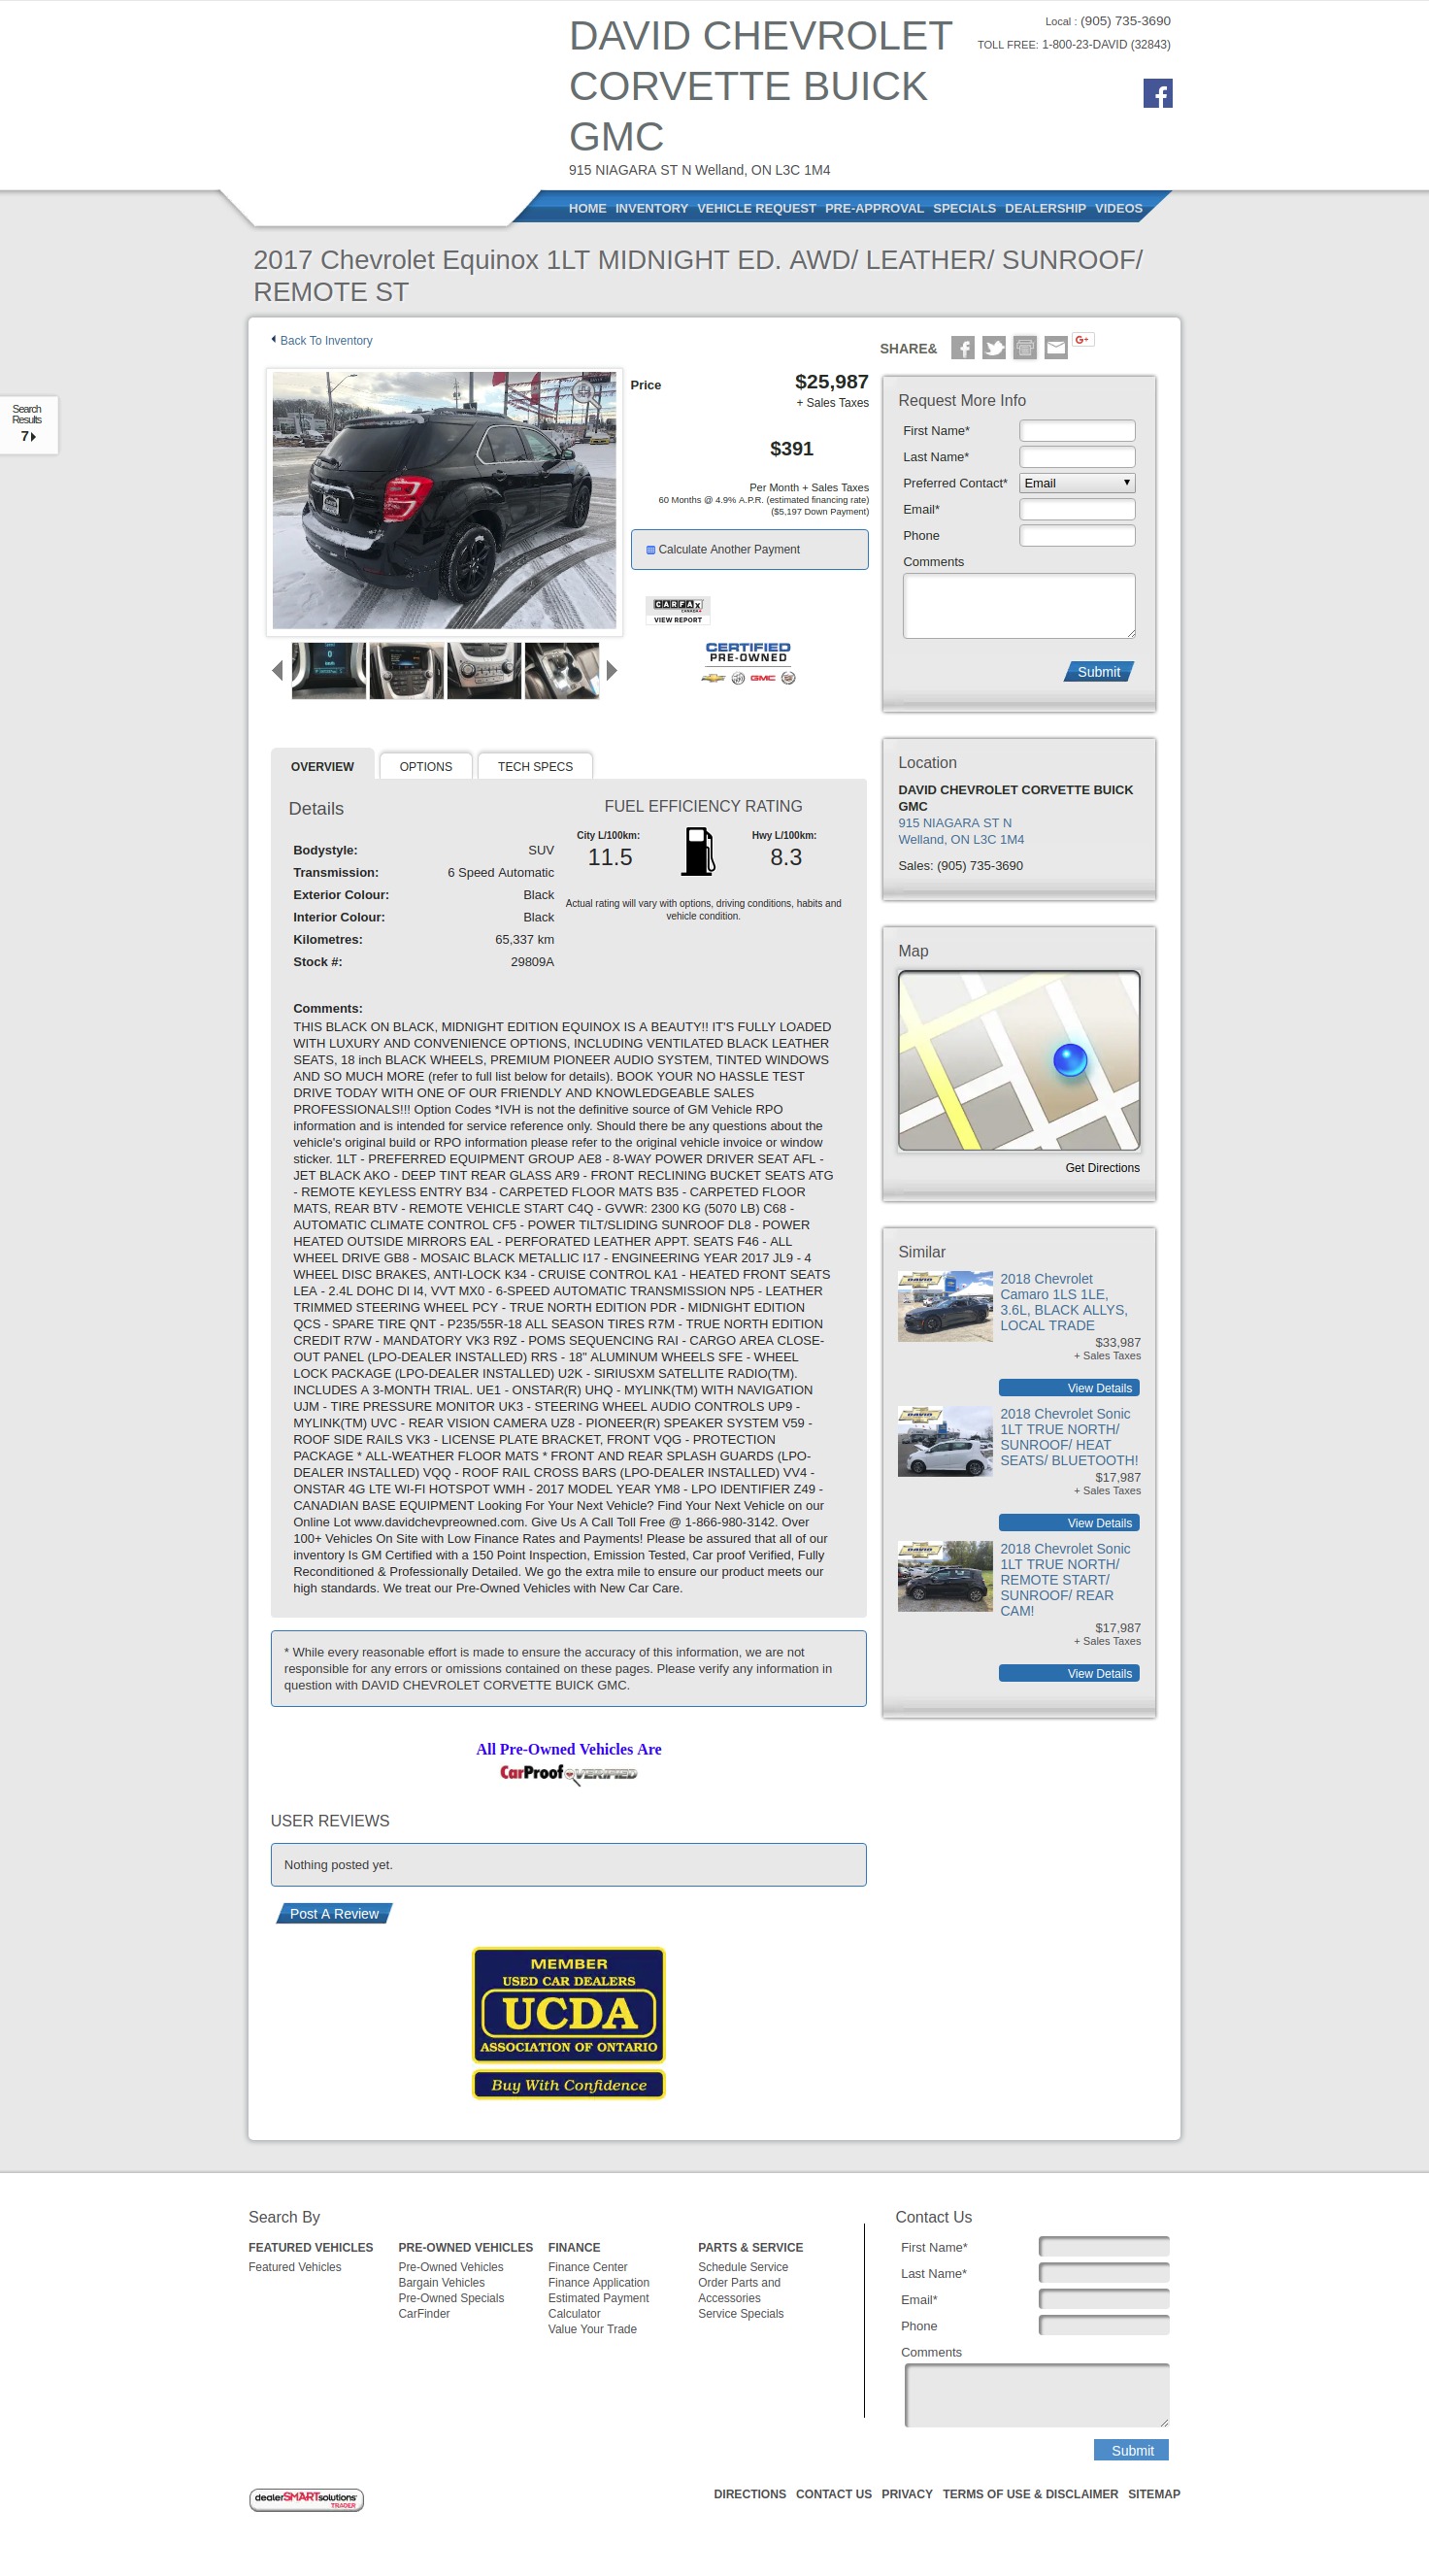 DAVID CHEVROLET
CORVETTE BUICK
GMC
915 NIAGARA ST N Welland, ON L3C 1M4
Local : (905) 735-3690
TOLL FREE: 1-800-23-DAVID (32843)
HOME INVENTORY VEHICLE REQUEST PRE-APPROVAL SPECIALS DEALERSHIP VIDEOS
2017 Chevrolet Equinox 1LT MIDNIGHT ED. AWD/ LEATHER/ SUNROOF/
REMOTE ST
Search
Results
7
Back To Inventory
Price $25,987
+ Sales Taxes
$391
Per Month + Sales Taxes
60 Months @ 4.9% A.P.R. (estimated financing rate)
($5,197 Down Payment)
Calculate Another Payment
CARFAX
CANADA
VIEW REPORT
CERTIFIED
PRE-OWNED
GMC
SHARE&
G+
Request More Info
First Name*
Last Name*
Preferred Contact* Email
Email*
Phone
Comments
Submit
OVERVIEW OPTIONS TECH SPECS
Details
Bodystyle: SUV
Transmission: 6 Speed Automatic
Exterior Colour: Black
Interior Colour: Black
Kilometres: 65,337 km
Stock #: 29809A
FUEL EFFICIENCY RATING
City L/100km: Hwy L/100km:
11.5 8.3
Actual rating will vary with options, driving conditions, habits and
vehicle condition.
Comments:
THIS BLACK ON BLACK, MIDNIGHT EDITION EQUINOX IS A BEAUTY!! IT'S FULLY LOADED
WITH LUXURY AND CONVENIENCE OPTIONS, INCLUDING VENTILATED BLACK LEATHER
SEATS, 18 inch BLACK WHEELS, PREMIUM PIONEER AUDIO SYSTEM, TINTED WINDOWS
AND SO MUCH MORE (refer to full list below for details). BOOK YOUR NO HASSLE TEST
DRIVE TODAY WITH ONE OF OUR FRIENDLY AND KNOWLEDGEABLE SALES
PROFESSIONALS!!! Option Codes *IVH is not the definitive source of GM Vehicle RPO
information and is intended for service reference only. Should there be any questions about the
vehicle's original build or RPO information please refer to the original vehicle invoice or window
sticker. 1LT - PREFERRED EQUIPMENT GROUP AE8 - 8-WAY POWER DRIVER SEAT AFL -
JET BLACK AKO - DEEP TINT REAR GLASS AR9 - FRONT RECLINING BUCKET SEATS ATG
- REMOTE KEYLESS ENTRY B34 - CARPETED FLOOR MATS B35 - CARPETED FLOOR
MATS, REAR BTV - REMOTE VEHICLE START C4Q - GVWR: 2300 KG (5070 LB) C68 -
AUTOMATIC CLIMATE CONTROL CF5 - POWER TILT/SLIDING SUNROOF DL8 - POWER
HEATED OUTSIDE MIRRORS EAL - PERFORATED LEATHER APPT. SEATS F46 - ALL
WHEEL DRIVE GB8 - MOSAIC BLACK METALLIC I17 - ENGINEERING YEAR 2017 JL9 - 4
WHEEL DISC BRAKES, ANTI-LOCK K34 - CRUISE CONTROL KA1 - HEATED FRONT SEATS
LEA - 2.4L DOHC DI I4, VVT MX0 - 6-SPEED AUTOMATIC TRANSMISSION NP5 - LEATHER
TRIMMED STEERING WHEEL PCY - TRUE NORTH EDITION PDR - MIDNIGHT EDITION
QCS - SPARE TIRE QNT - P235/55R-18 ALL SEASON TIRES R7M - TRUE NORTH EDITION
CREDIT R7W - MANDATORY VK3 R9Z - POMS SEQUENCING RAI - CARGO AREA CLOSE-
OUT PANEL (LPO-DEALER INSTALLED) RRS - 18" ALUMINUM WHEELS SFE - WHEEL
LOCK PACKAGE (LPO-DEALER INSTALLED) U2K - SIRIUSXM SATELLITE RADIO(TM).
INCLUDES A 3-MONTH TRIAL. UE1 - ONSTAR(R) UHQ - MYLINK(TM) WITH NAVIGATION
UJM - TIRE PRESSURE MONITOR UK3 - STEERING WHEEL AUDIO CONTROLS UP9 -
MYLINK(TM) UVC - REAR VISION CAMERA UZ8 - PIONEER(R) SPEAKER SYSTEM V59 -
ROOF SIDE RAILS VK3 - LICENSE PLATE BRACKET, FRONT VQG - PROTECTION
PACKAGE * ALL-WEATHER FLOOR MATS * FRONT AND REAR SPLASH GUARDS (LPO-
DEALER INSTALLED) VQQ - ROOF RAIL CROSS BARS (LPO-DEALER INSTALLED) VV4 -
ONSTAR 4G LTE WI-FI HOTSPOT WMH - 2017 MODEL YEAR YM8 - LPO IDENTIFIER Z49 -
CANADIAN BASE EQUIPMENT Looking For Your Next Vehicle? Find Your Next Vehicle on our
Online Lot www.davidchevpreowned.com. Give Us A Call Toll Free @ 1-866-980-3142. Over
100+ Vehicles On Site with Low Finance Rates and Payments! Please be assured that all of our
inventory Is GM Certified with a 150 Point Inspection, Emission Tested, Car proof Verified, Fully
Reconditioned & Professionally Detailed. We go the extra mile to ensure our product meets our
high standards. We treat our Pre-Owned Vehicles with New Car Care.
* While every reasonable effort is made to ensure the accuracy of this information, we are not
responsible for any errors or omissions contained on these pages. Please verify any information in
question with DAVID CHEVROLET CORVETTE BUICK GMC.
All Pre-Owned Vehicles Are
CarProof VERIFIED
USER REVIEWS
Nothing posted yet.
Post A Review
MEMBER
USED CAR DEALERS
UCDA
ASSOCIATION OF ONTARIO
Buy With Confidence
Location
DAVID CHEVROLET CORVETTE BUICK
GMC
915 NIAGARA ST N
Welland, ON L3C 1M4
Sales: (905) 735-3690
Map
Get Directions
Similar
DAVID
2018 Chevrolet
Camaro 1LS 1LE,
3.6L, BLACK ALLYS,
LOCAL TRADE
$33,987
+ Sales Taxes
View Details
DAVID
2018 Chevrolet Sonic
1LT TRUE NORTH/
SUNROOF/ HEAT
SEATS/ BLUETOOTH!
$17,987
+ Sales Taxes
View Details
DAVID
2018 Chevrolet Sonic
1LT TRUE NORTH/
REMOTE START/
SUNROOF/ REAR
CAM!
$17,987
+ Sales Taxes
View Details
Search By
FEATURED VEHICLES
Featured Vehicles
PRE-OWNED VEHICLES
Pre-Owned Vehicles
Bargain Vehicles
Pre-Owned Specials
CarFinder
FINANCE
Finance Center
Finance Application
Estimated Payment
Calculator
Value Your Trade
PARTS & SERVICE
Schedule Service
Order Parts and
Accessories
Service Specials
Contact Us
First Name*
Last Name*
Email*
Phone
Comments
Submit
dealerSMARTsolutions
TRADER
DIRECTIONS CONTACT US PRIVACY TERMS OF USE & DISCLAIMER SITEMAP